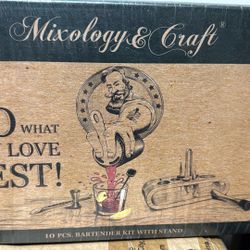 Mixology & Craft®
O WHAT
LOVE
EST!
10 PCS. BARTENDER KIT WITH STAND